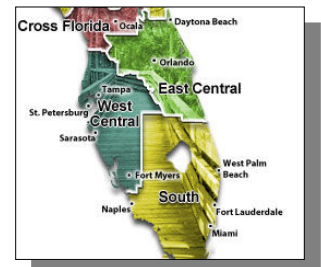 Cross Florida
Ocala
Daytona Beach
Orlando
East Central
Tampa
St. Petersburg
West
Central
Sarasota
West Palm
Beach
Fort Myers
South
Naples
Fort Lauderdale
Miami